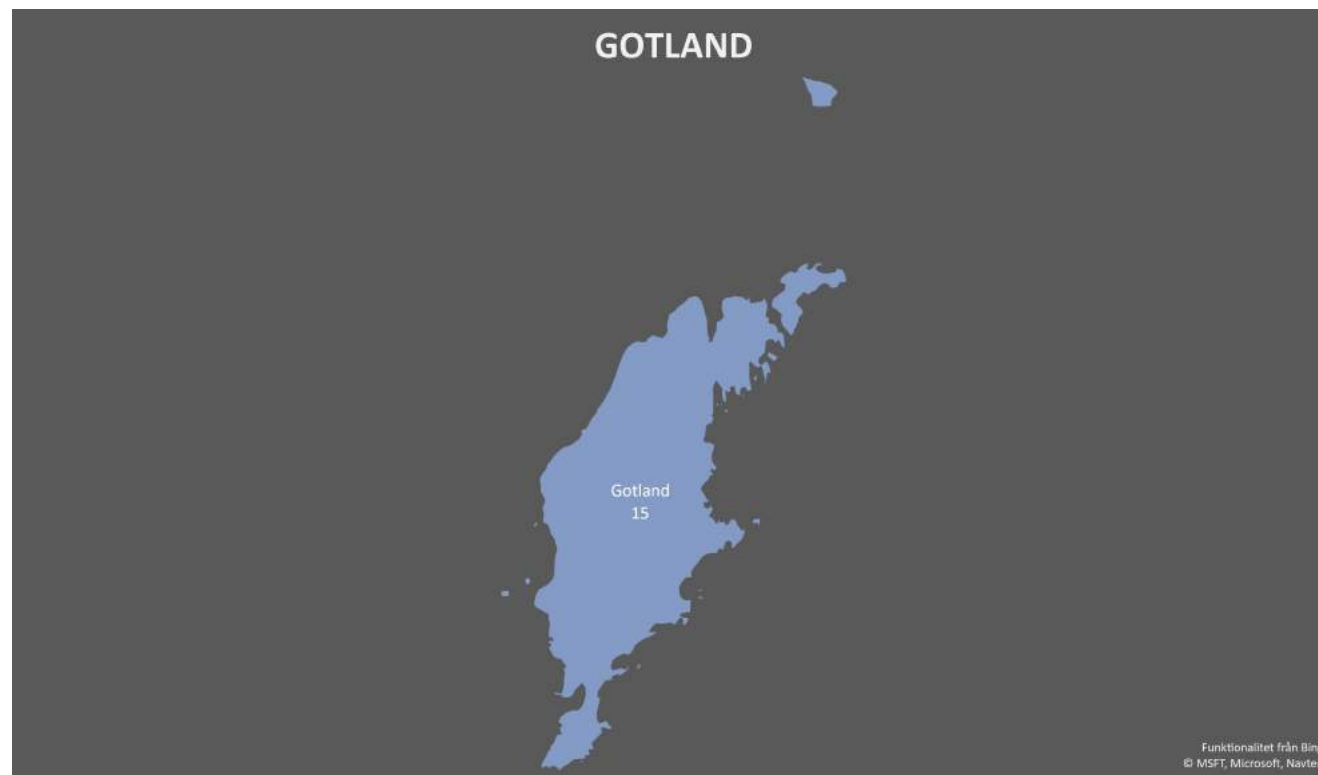 GOTLAND
Gotland
15
Funktionalitet från Bin
© MSFT, Microsoft, Navte